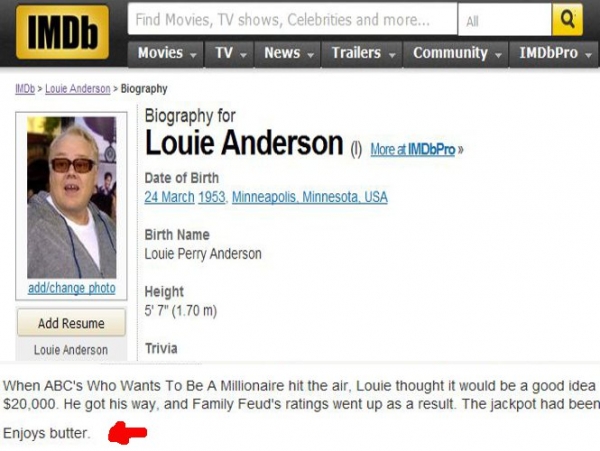 IMDb
Find Movies, TV shows, Celebrities and more...
All
Movies
TV
News
Trailers
Community
IMDbPro
IMDb > Louie Anderson > Biography
Biography for
Louie Anderson (I) More at IMDbPro »
Date of Birth
24 March 1953, Minneapolis, Minnesota, USA
Birth Name
Louie Perry Anderson
add/change photo
Height
5' 7" (1.70 m)
Add Resume
Louie Anderson
Trivia
When ABC's Who Wants To Be A Millionaire hit the air, Louie thought it would be a good idea
$20,000. He got his way, and Family Feud's ratings went up as a result. The jackpot had been
Enjoys butter.